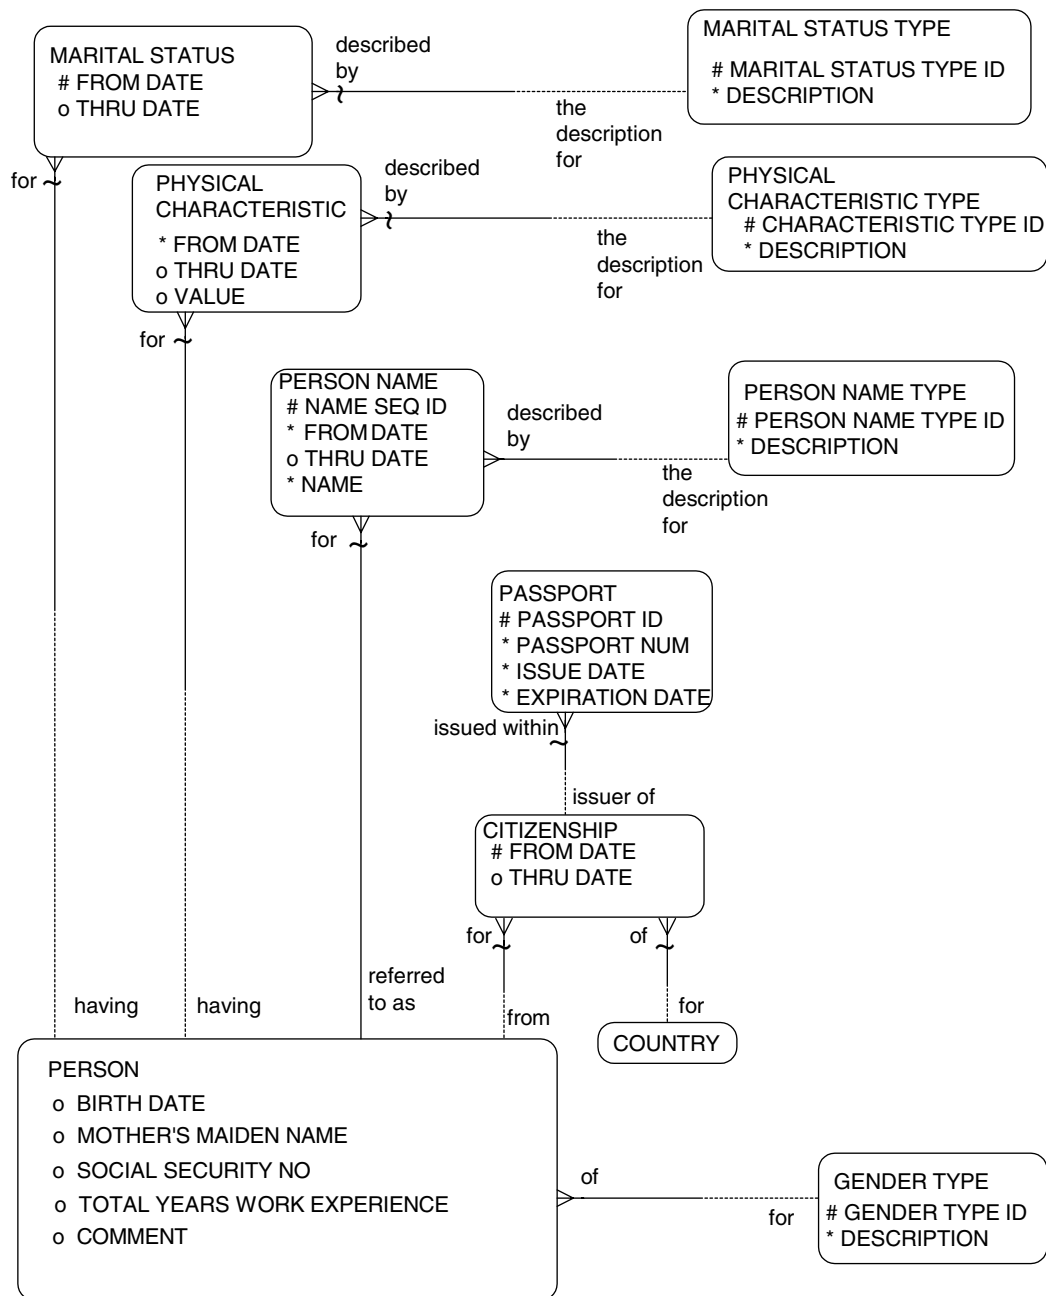 MARITAL STATUS
# FROM DATE
o THRU DATE
described
by
the
description
for
MARITAL STATUS TYPE
# MARITAL STATUS TYPE ID
* DESCRIPTION
for
PHYSICAL
CHARACTERISTIC
* FROM DATE
o THRU DATE
o VALUE
described
by
the
description
for
PHYSICAL
CHARACTERISTIC TYPE
# CHARACTERISTIC TYPE ID
* DESCRIPTION
for
PERSON NAME
# NAME SEQ ID
* FROM DATE
o THRU DATE
* NAME
described
by
the
description
for
PERSON NAME TYPE
# PERSON NAME TYPE ID
* DESCRIPTION
for
PASSPORT
# PASSPORT ID
* PASSPORT NUM
* ISSUE DATE
* EXPIRATION DATE
issued within
issuer of
CITIZENSHIP
# FROM DATE
o THRU DATE
for
of
having
having
referred
to as
from
for
COUNTRY
PERSON
o BIRTH DATE
o MOTHER'S MAIDEN NAME
o SOCIAL SECURITY NO
o TOTAL YEARS WORK EXPERIENCE
o COMMENT
of
for
GENDER TYPE
# GENDER TYPE ID
* DESCRIPTION